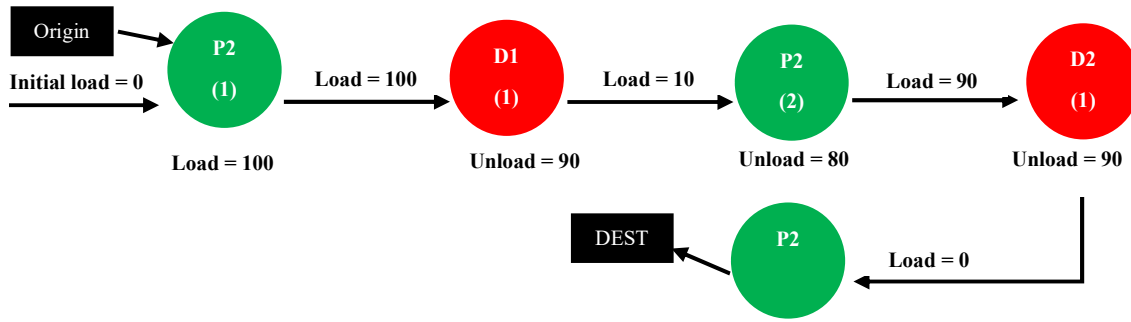 Origin
P2
(1)
Initial load = 0
Load = 100
Load = 100
D1
(1)
Unload = 90
Load = 10
P2
(2)
Unload = 80
Load = 90
D2
(1)
Unload = 90
Load = 0
P2
DEST